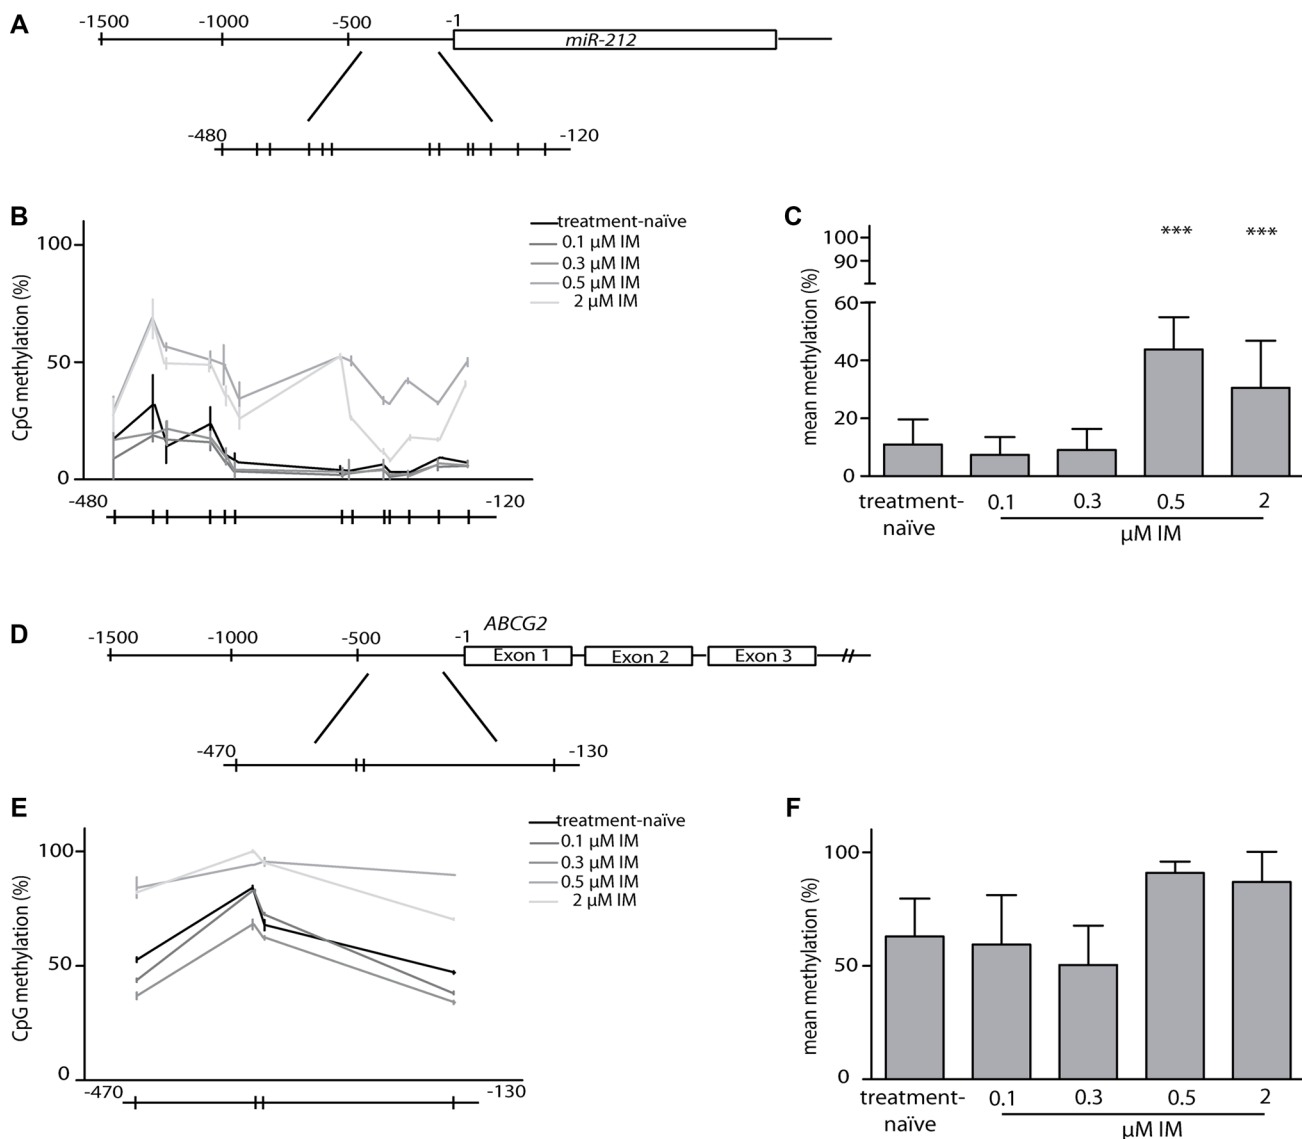 A
-1500 -1000 -500 -1
miR-212
-480 -120
B
100
50
0
CpG methylation (%)
treatment-naïve
0.1 µM IM
0.3 µM IM
0.5 µM IM
2 µM IM
-480 -120
C
100
90
60
40
20
0
mean methylation (%)
*** ***
treatment-
naïve
0.1 0.3 0.5 2
µM IM
D
ABCG2
-1500 -1000 -500 -1
Exon 1 Exon 2 Exon 3
-470 -130
E
100
50
0
CpG methylation (%)
treatment-naïve
0.1 µM IM
0.3 µM IM
0.5 µM IM
2 µM IM
-470 -130
F
100
50
0
mean methylation (%)
treatment-
naïve
0.1 0.3 0.5 2
µM IM